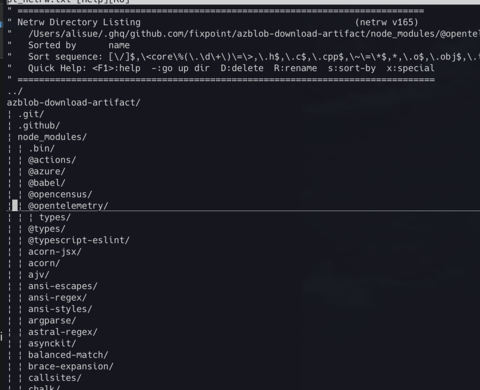 pt_netrw.txt [help][RO]
" ============================================================================
" Netrw Directory Listing (netrw v165)
" /Users/alisue/.ghq/github.com/fixpoint/azblob-download-artifact/node_modules/@opente
" Sorted by name
" Sort sequence: [\/]$,\<core\%(\.\d\+\)\=\>,\.h$,\.c$,\.cpp$,\~\=\*$,*,\.o$,\.obj$,\.
" Quick Help: <F1>:help -:go up dir D:delete R:rename s:sort-by x:special
" ==============================================================================
../
azblob-download-artifact/
¦ .git/
¦ .github/
¦ node_modules/
¦ ¦ .bin/
¦ ¦ @actions/
¦ ¦ @azure/
¦ ¦ @babel/
¦ ¦ @opencensus/
¦ ¦ @opentelemetry/
¦ ¦ ¦ types/
¦ ¦ @types/
¦ ¦ @typescript-eslint/
¦ ¦ acorn-jsx/
¦ ¦ acorn/
¦ ¦ ajv/
¦ ¦ ansi-escapes/
¦ ¦ ansi-regex/
¦ ¦ ansi-styles/
¦ ¦ argparse/
¦ ¦ astral-regex/
¦ ¦ asynckit/
¦ ¦ balanced-match/
¦ ¦ brace-expansion/
¦ ¦ callsites/
¦ ¦ chalk/